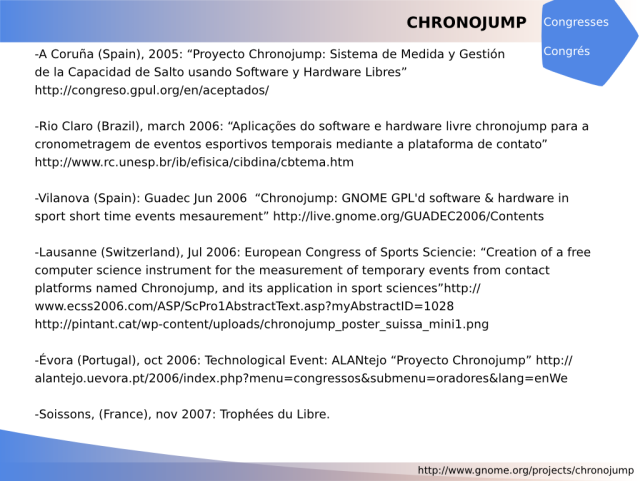 CHRONOJUMP
Congresses
Congrés
-A Coruña (Spain), 2005: “Proyecto Chronojump: Sistema de Medida y Gestión
de la Capacidad de Salto usando Software y Hardware Libres”
http://congreso.gpul.org/en/aceptados/
-Rio Claro (Brazil), march 2006: “Aplicações do software e hardware livre chronojump para a
cronometragem de eventos esportivos temporais mediante a plataforma de contato”
http://www.rc.unesp.br/ib/efisica/cibdina/cbtema.htm
-Vilanova (Spain): Guadec Jun 2006  “Chronojump: GNOME GPL'd software & hardware in
sport short time events mesaurement” http://live.gnome.org/GUADEC2006/Contents
-Lausanne (Switzerland), Jul 2006: European Congress of Sports Sciencie: “Creation of a free
computer science instrument for the measurement of temporary events from contact
platforms named Chronojump, and its application in sport sciences”http://
www.ecss2006.com/ASP/ScPro1AbstractText.asp?myAbstractID=1028
http://pintant.cat/wp-content/uploads/chronojump_poster_suissa_mini1.png
-Évora (Portugal), oct 2006: Technological Event: ALANtejo “Proyecto Chronojump” http://
alantejo.uevora.pt/2006/index.php?menu=congressos&submenu=oradores&lang=enWe
-Soissons, (France), nov 2007: Trophées du Libre.
http://www.gnome.org/projects/chronojump